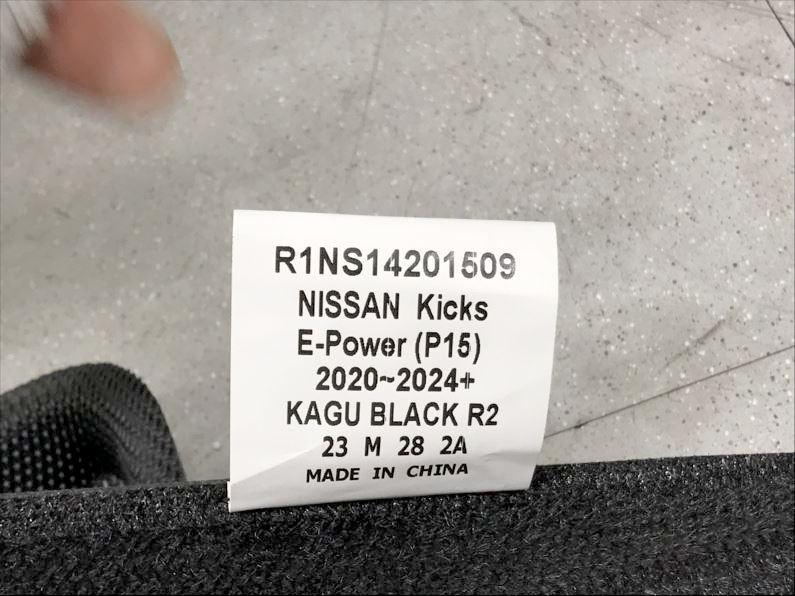 R1NS14201509
NISSAN Kicks
E-Power (P15)
2020~2024+
KAGU BLACK R2
23 M 28 2A
MADE IN CHINA